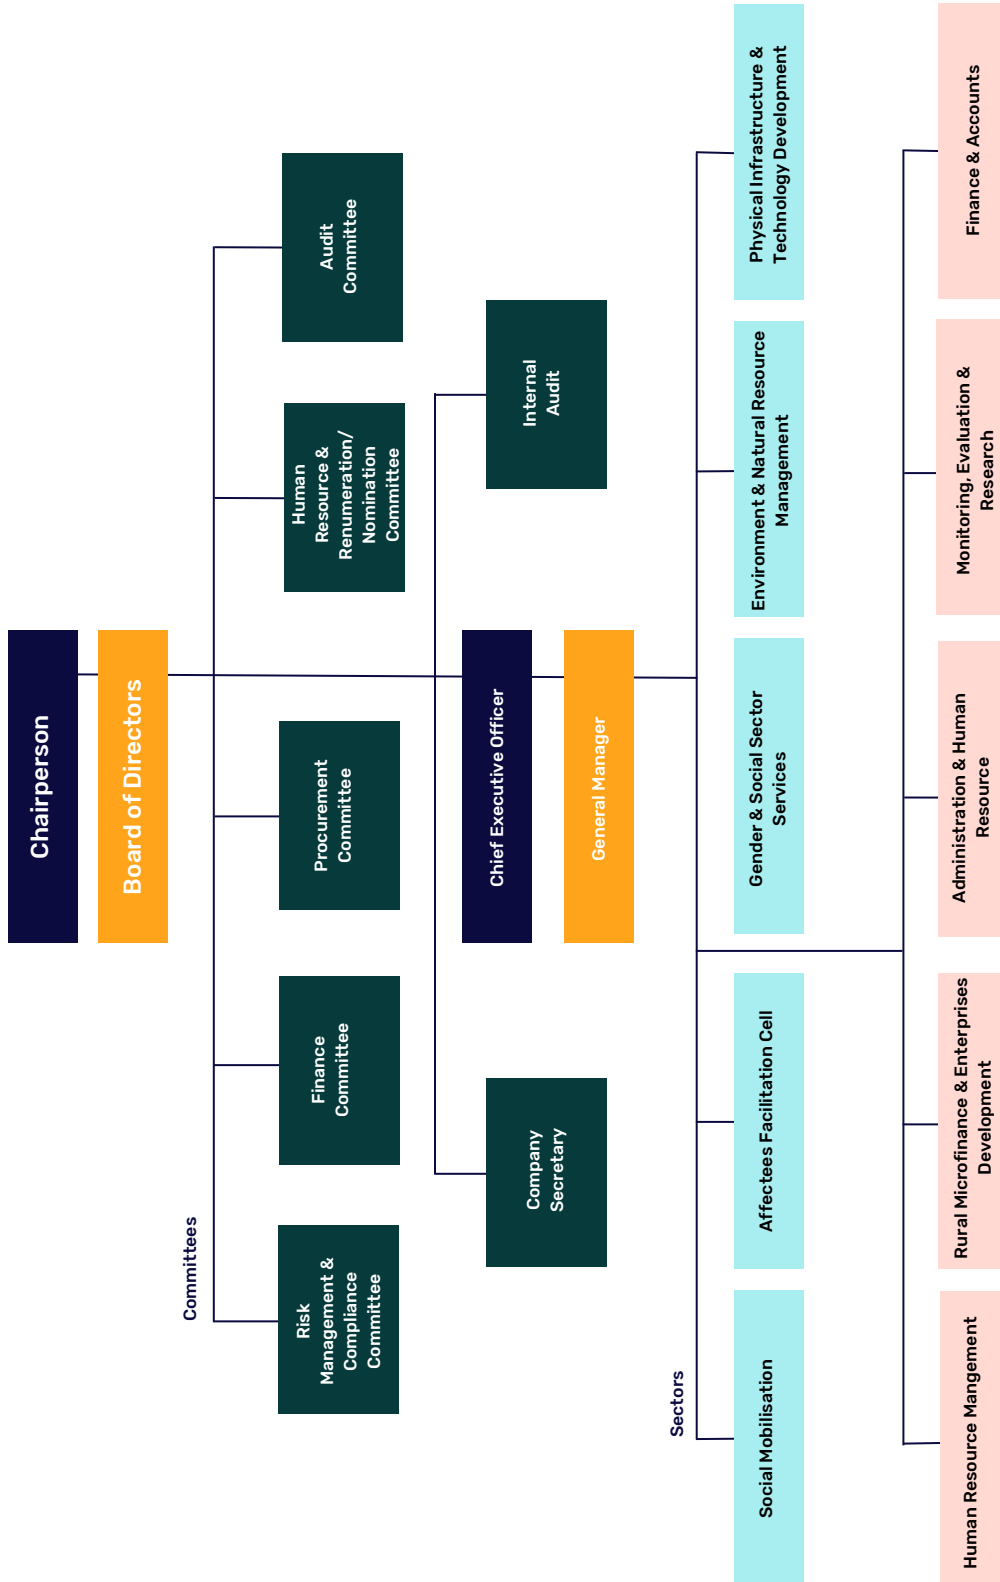 Chairperson
Board of Directors
Committees
Risk
Management &
Compliance
Committee
Finance
Committee
Procurement
Committee
Human
Resource &
Renumeration/
Nomination
Committee
Audit
Committee
Company
Secretary
Internal
Audit
Chief Executive Officer
General Manager
Sectors
Social Mobilisation
Affectees Facilitation Cell
Gender & Social Sector
Services
Environment & Natural Resource
Management
Physical Infrastructure &
Technology Development
Human Resource Mangement
Rural Microfinance & Enterprises
Development
Administration & Human
Resource
Monitoring, Evaluation &
Research
Finance & Accounts